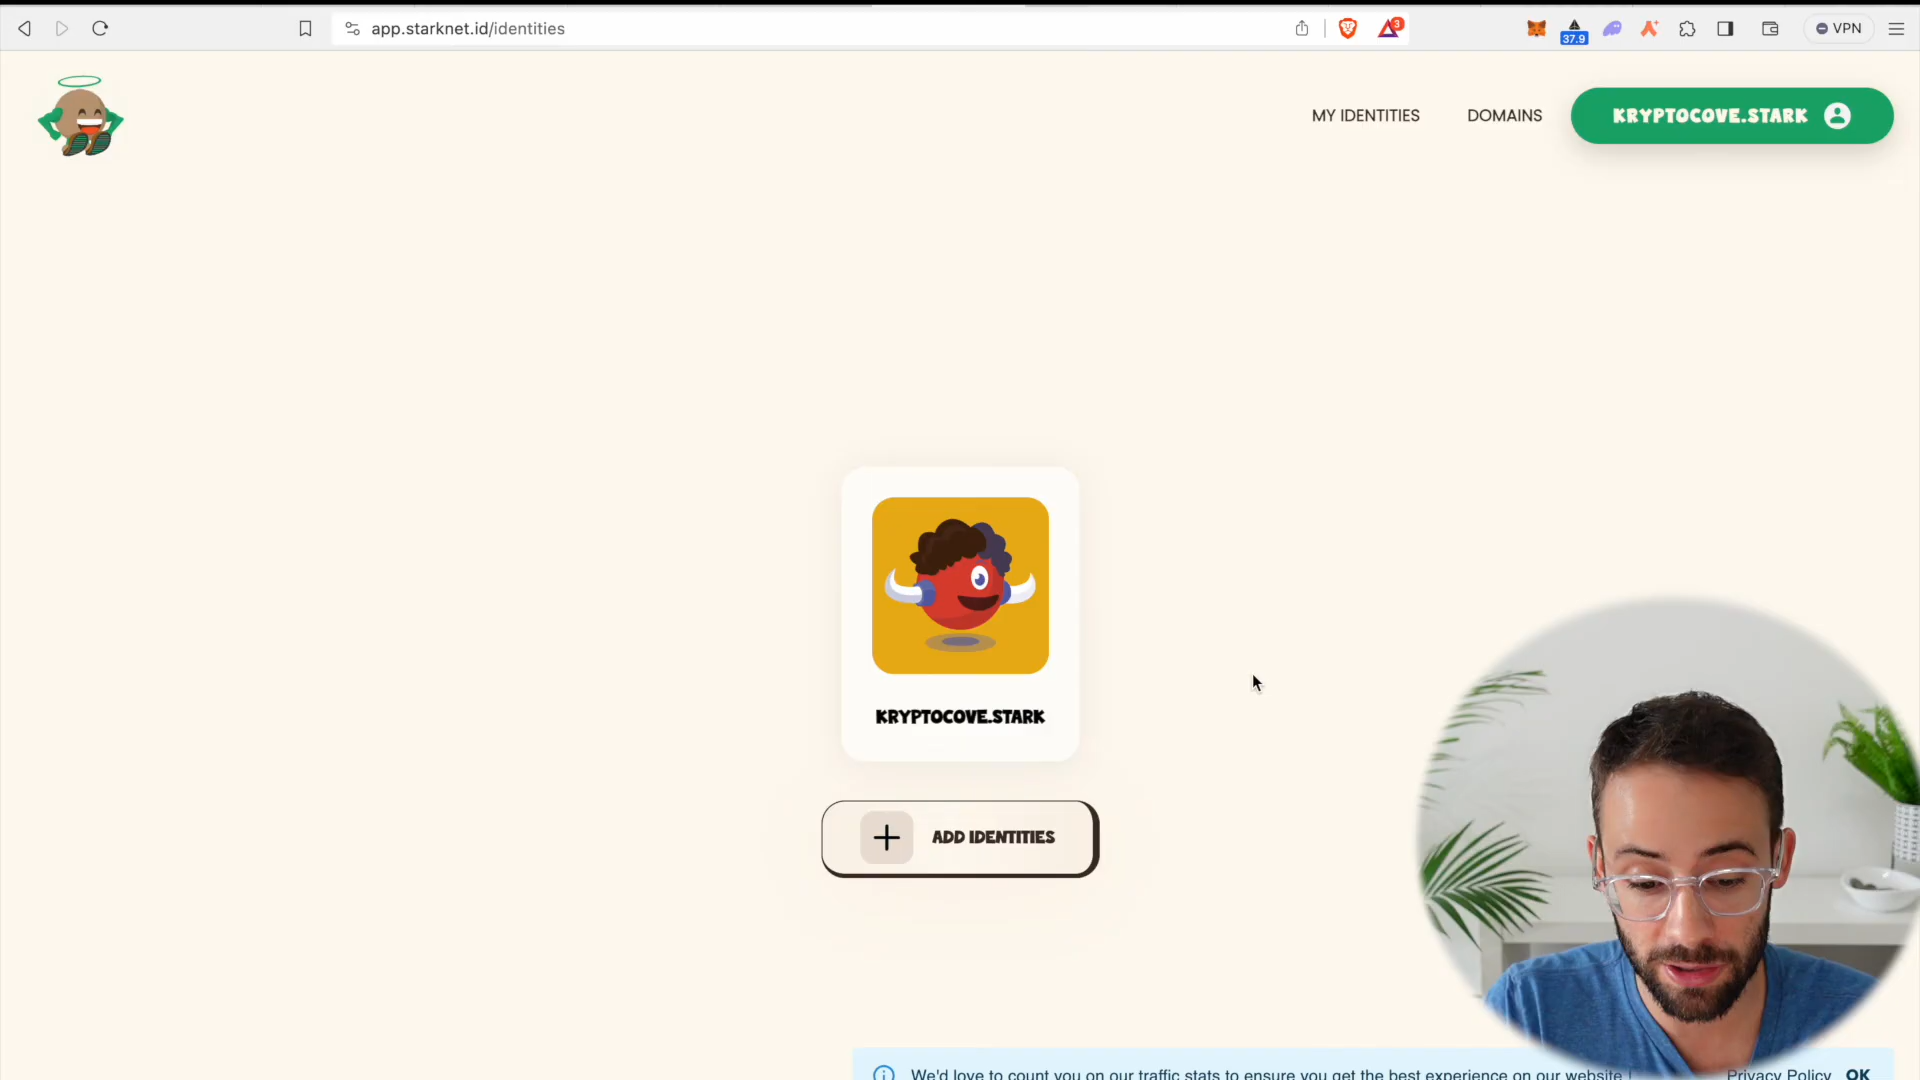 app.starknet.id/identities
3
37.9
VPN
MY IDENTITIES
DOMAINS
KRYPTOCOVE.STARK
KRYPTOCOVE.STARK
ADD IDENTITIES
We'd love to count you on our traffic stats to ensure you get the best experience on our website | Privacy Policy OK